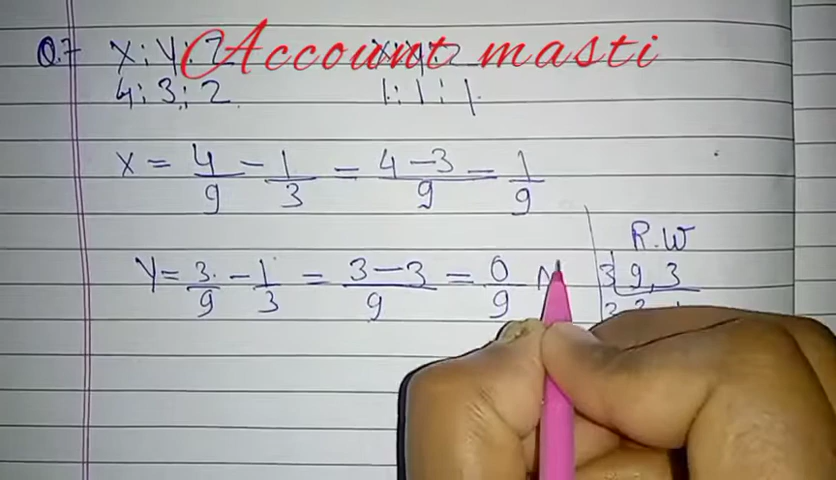 Account masti
Q.7 X : Y : Z X : Y : Z
4 : 3 : 2 1 : 1 : 1
X = 4/9 - 1/3 = 4-3/9 = 1/9
R.W
Y = 3/9 - 1/3 = 3-3/9 = 0/9 N
3 9, 3
3